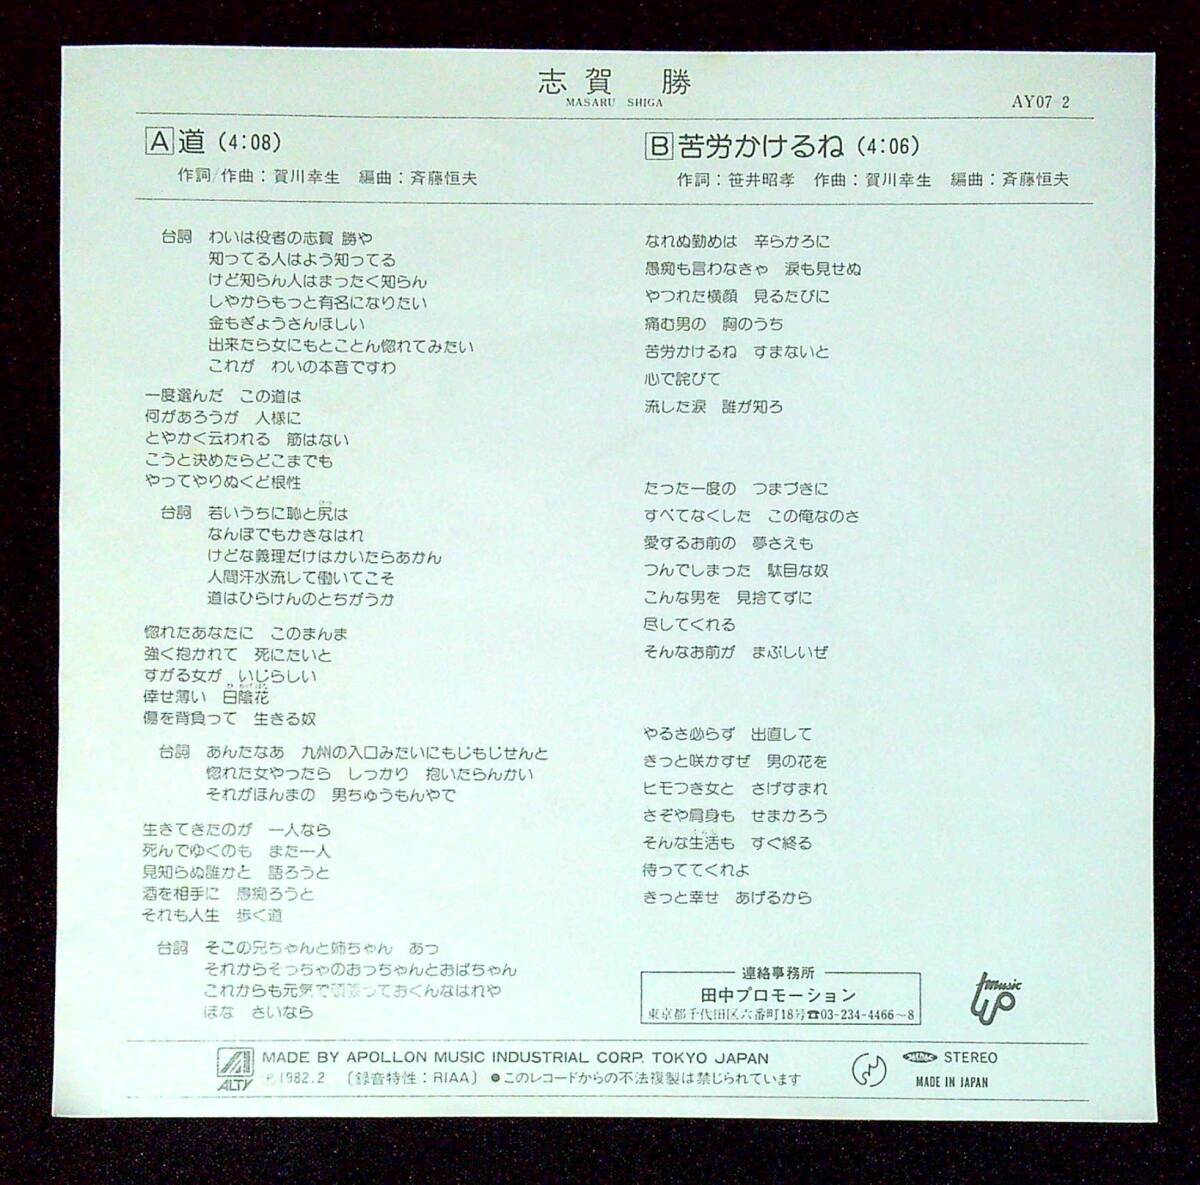 志賀 勝
MASARU SHIGA
AY07-2
A 道 (4:08)
作詞/作曲：賀川幸生 編曲：斉藤恒夫
台詞 わいは役者の志賀 勝や
知ってる人はよう知ってる
けど知らん人はまったく知らん
しやからもっと有名になりたい
金もぎょうさんほしい
出来たら女にもとことん惚れてみたい
これが わいの本音ですわ
一度選んだ この道は
何があろうが 人様に
とやかく云われる 筋はない
こうと決めたらどこまでも
やってやりぬくど根性
台詞 若いうちに恥と尻は
なんぼでもかきなはれ
けどな義理だけはかいたらあかん
人間汗水流して働いてこそ
道はひらけんのとちがうか
惚れたあなたに このまんま
強く抱かれて 死にたいと
すがる女が いじらしい
倖せ薄い 日陰花
傷を背負って 生きる奴
台詞 あんたなあ 九州の入口みたいにもじもじせんと
惚れた女やったら しっかり 抱いたらんかい
それがほんまの 男ちゅうもんやで
生きてきたのが 一人なら
死んでゆくのも また一人
見知らぬ誰かと 語ろうと
酒を相手に 愚痴ろうと
それも人生 歩く道
台詞 そこの兄ちゃんと姉ちゃん あっ
それからそっちゃのおっちゃんとおばちゃん
これからも元気で頑張っておくんなはれや
ほな さいなら
B 苦労かけるね (4:06)
作詞：笹井昭孝 作曲：賀川幸生 編曲：斉藤恒夫
なれぬ勤めは 辛らかろに
愚痴も言わなきゃ 涙も見せぬ
やつれた横顔 見るたびに
痛む男の 胸のうち
苦労かけるね すまないと
心で詫びて
流した涙 誰が知ろ
たった一度の つまづきに
すべてなくした この俺なのさ
愛するお前の 夢さえも
つんでしまった 駄目な奴
こんな男を 見捨てずに
尽してくれる
そんなお前が まぶしいぜ
やるさ必らず 出直して
きっと咲かすぜ 男の花を
ヒモつき女と さげすまれ
さぞや肩身も せまかろう
そんな生活も すぐ終る
待っててくれよ
きっと幸せ あげるから
連絡事務所
田中プロモーション
東京都千代田区六番町18号☎03-234-4466～8
music UP
ALTY MADE BY APOLLON MUSIC INDUSTRIAL CORP. TOKYO JAPAN
Ⓟ1982.2 〔録音特性：RIAA〕 ●このレコードからの不法複製は禁じられています
STEREO
MADE IN JAPAN